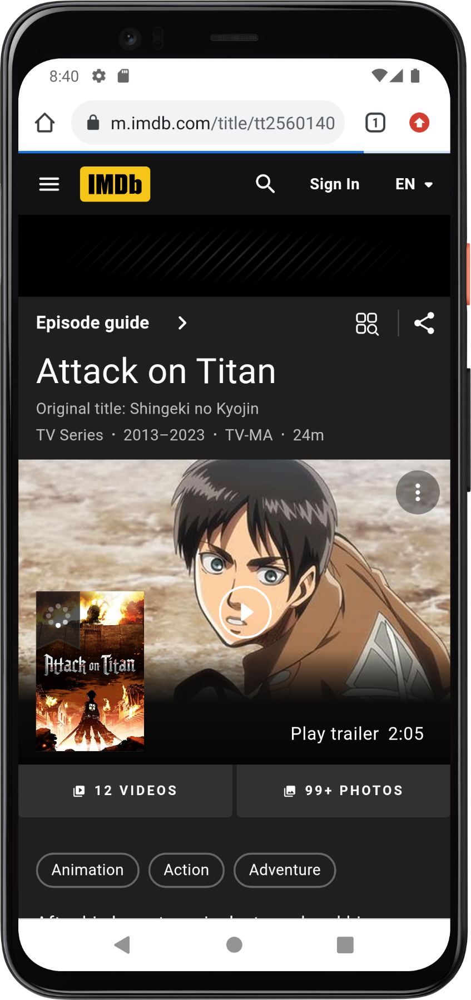 8:40
m.imdb.com/title/tt2560140
1
IMDb
Sign In
EN
Episode guide
Attack on Titan
Original title: Shingeki no Kyojin
TV Series · 2013–2023 · TV-MA · 24m
Attack on Titan
Play trailer 2:05
12 VIDEOS
99+ PHOTOS
Animation
Action
Adventure